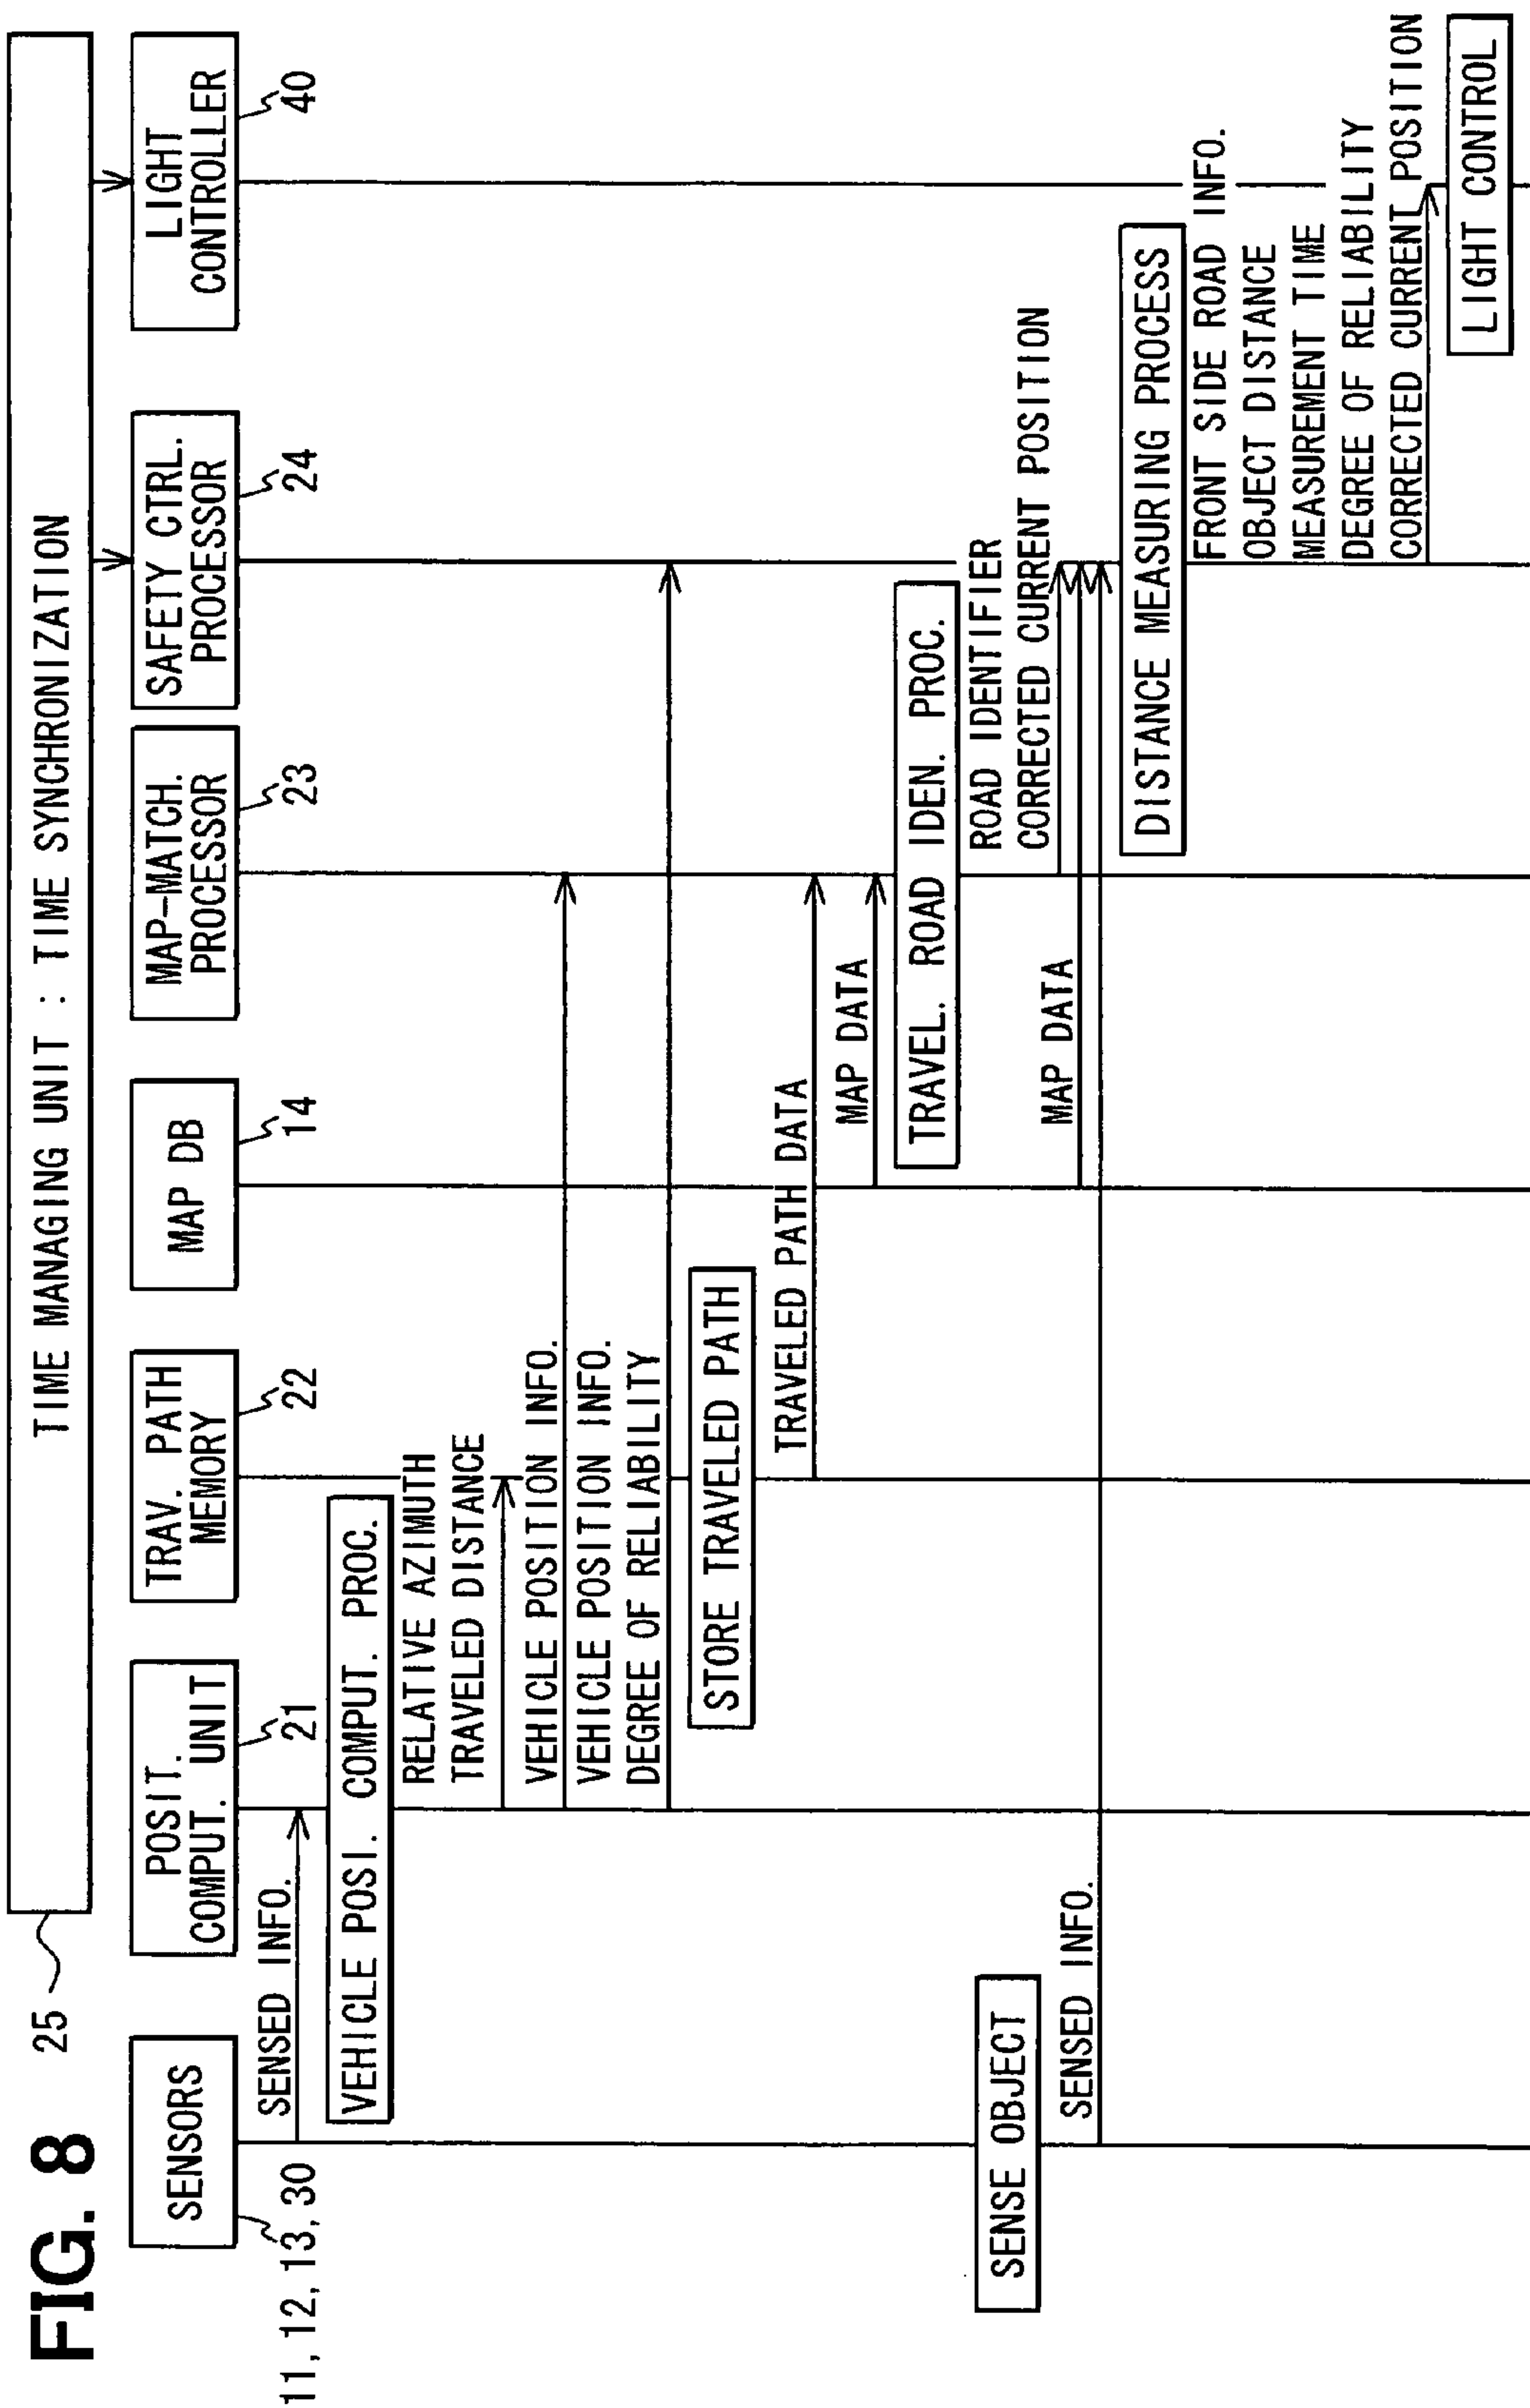 FIG. 8
25
TIME MANAGING UNIT : TIME SYNCHRONIZATION
SENSORS
11, 12, 13, 30
POSIT.
COMPUT. UNIT
21
TRAV. PATH
MEMORY
22
MAP DB
14
MAP-MATCH.
PROCESSOR
23
SAFETY CTRL.
PROCESSOR
24
LIGHT
CONTROLLER
40
SENSED INFO.
VEHICLE POSI. COMPUT. PROC.
RELATIVE AZIMUTH
TRAVELED DISTANCE
VEHICLE POSITION INFO.
VEHICLE POSITION INFO.
DEGREE OF RELIABILITY
STORE TRAVELED PATH
TRAVELED PATH DATA
MAP DATA
TRAVEL. ROAD IDEN. PROC.
SENSE OBJECT
ROAD IDENTIFIER
CORRECTED CURRENT POSITION
MAP DATA
SENSED INFO.
DISTANCE MEASURING PROCESS
FRONT SIDE ROAD INFO.
OBJECT DISTANCE
MEASUREMENT TIME
DEGREE OF RELIABILITY
CORRECTED CURRENT POSITION
LIGHT CONTROL